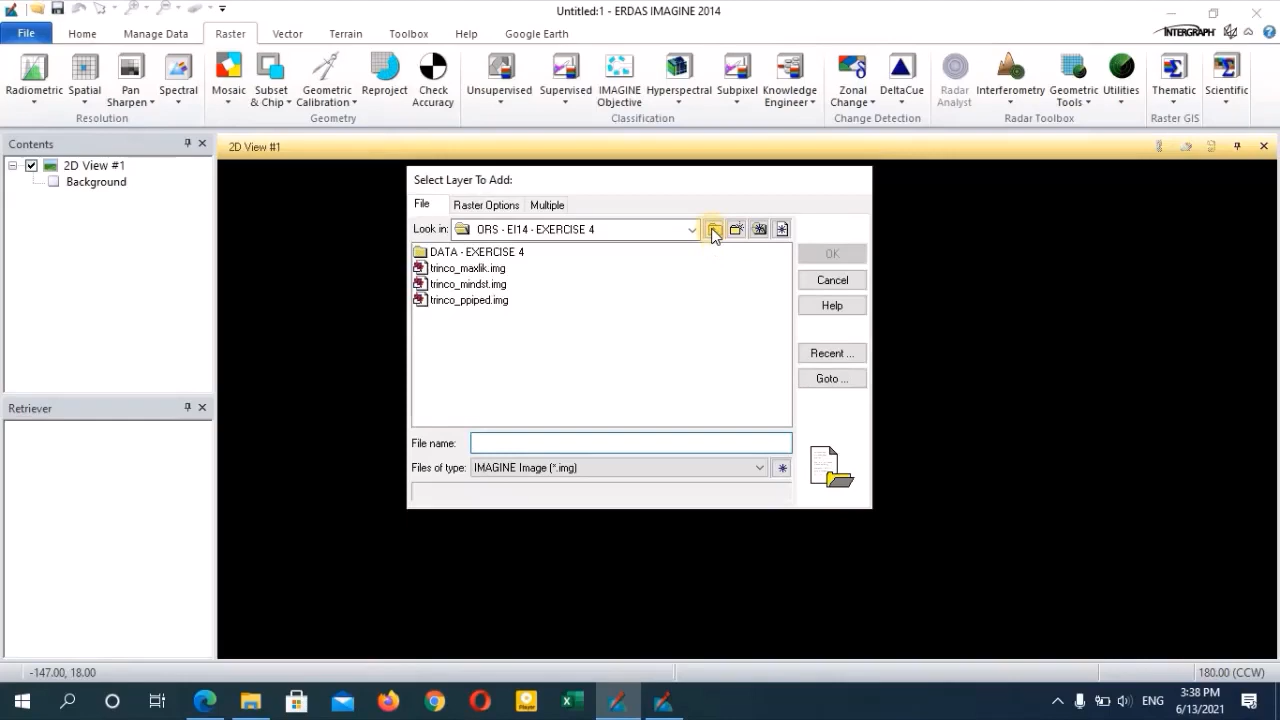 Untitled:1 - ERDAS IMAGINE 2014
File Home Manage Data Raster Vector Terrain Toolbox Help Google Earth
INTERGRAPH
Radiometric Spatial Pan Sharpen Spectral
Resolution
Mosaic Subset & Chip Geometric Calibration Reproject Check Accuracy
Geometry
Unsupervised Supervised IMAGINE Objective Hyperspectral Subpixel Knowledge Engineer
Classification
Zonal Change DeltaCue
Change Detection
Radar Analyst Interferometry Geometric Tools Utilities
Radar Toolbox
Thematic Scientific
Raster GIS
Contents
2D View #1
Background
Retriever
2D View #1
Select Layer To Add:
File Raster Options Multiple
Look in: ORS - EI14 - EXERCISE 4
DATA - EXERCISE 4
trinco_maxlik.img
trinco_mindst.img
trinco_ppiped.img
OK
Cancel
Help
Recent ...
Goto ...
File name:
Files of type: IMAGINE Image (*.img)
-147.00, 18.00
180.00 (CCW)
Player
ENG
3:38 PM
6/13/2021